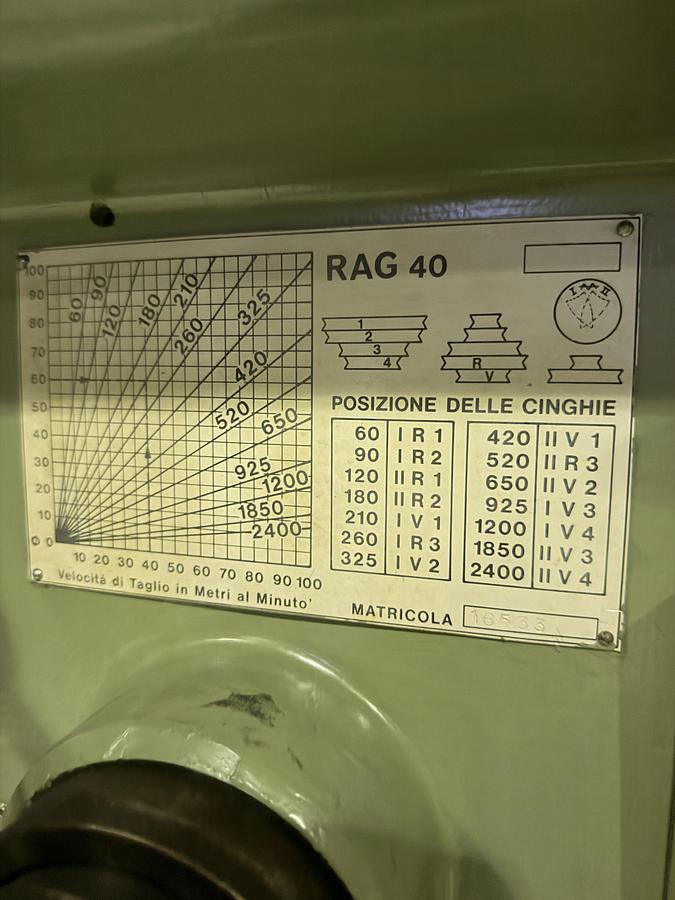 RAG 40
I II
1
2
3
4
R
V
POSIZIONE DELLE CINGHIE
60 I R 1
90 I R 2
120 II R 1
180 II R 2
210 I V 1
260 I R 3
325 I V 2
420 II V 1
520 II R 3
650 II V 2
925 I V 3
1200 I V 4
1850 II V 3
2400 II V 4
100
90
80
70
60
50
40
30
20
10
Ø 0
60
90
120
180
210
260
325
420
520
650
925
1200
1850
2400
10 20 30 40 50 60 70 80 90 100
Velocità di Taglio in Metri al Minuto'
MATRICOLA 16533